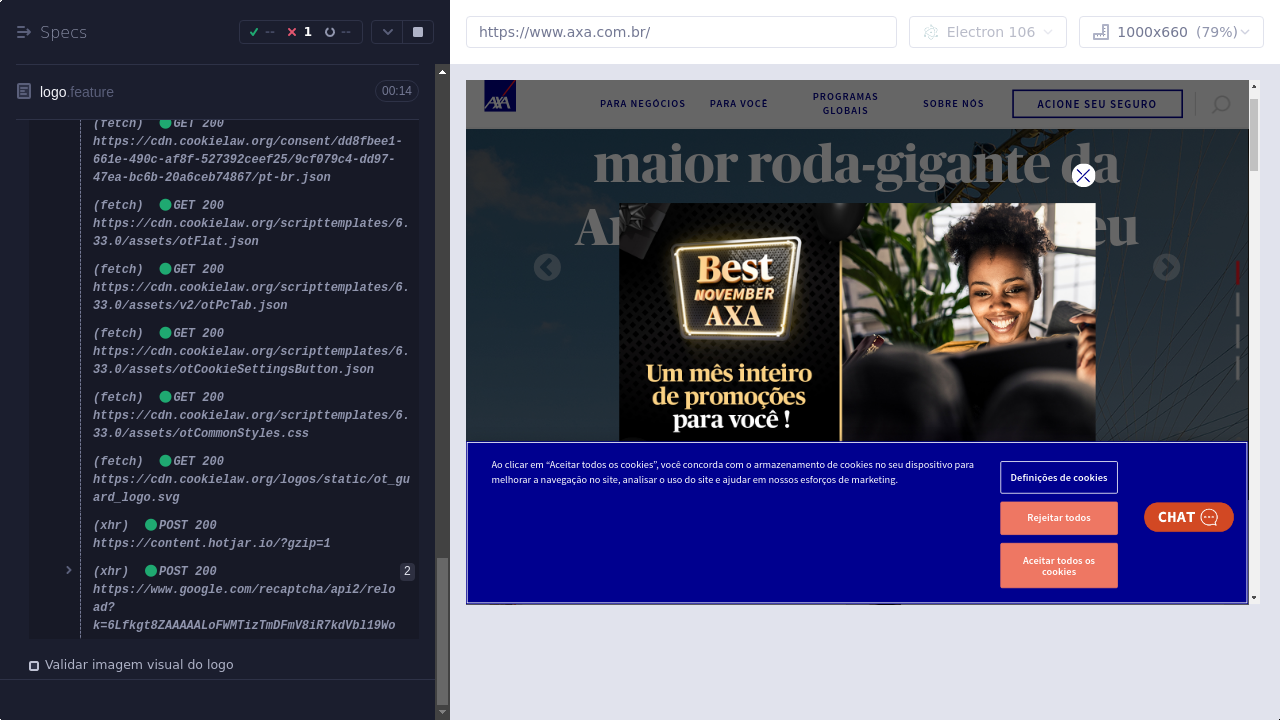 Specs
--
1
--
logo.feature
00:14
(fetch) GET 200
https://cdn.cookielaw.org/consent/dd8fbee1-
661e-490c-af8f-527392ceef25/9cf079c4-dd97-
47ea-bc6b-20a6ceb74867/pt-br.json
(fetch) GET 200
https://cdn.cookielaw.org/scripttemplates/6.
33.0/assets/otFlat.json
(fetch) GET 200
https://cdn.cookielaw.org/scripttemplates/6.
33.0/assets/v2/otPcTab.json
(fetch) GET 200
https://cdn.cookielaw.org/scripttemplates/6.
33.0/assets/otCookieSettingsButton.json
(fetch) GET 200
https://cdn.cookielaw.org/scripttemplates/6.
33.0/assets/otCommonStyles.css
(fetch) GET 200
https://cdn.cookielaw.org/logos/static/ot_gu
ard_logo.svg
(xhr) POST 200
https://content.hotjar.io/?gzip=1
(xhr) POST 200
2
https://www.google.com/recaptcha/api2/relo
ad?
k=6Lfkgt8ZAAAAALoFWMTizTmDFmV8iR7kdVbl19Wo
Validar imagem visual do logo
https://www.axa.com.br/
Electron 106
1000x660 (79%)
AXA
PARA NEGÓCIOS
PARA VOCÊ
PROGRAMAS
GLOBAIS
SOBRE NÓS
ACIONE SEU SEGURO
maior roda-gigante da
Best
NOVEMBER
AXA
Um mês inteiro
de promoções
para você !
Ao clicar em “Aceitar todos os cookies”, você concorda com o armazenamento de cookies no seu dispositivo para
melhorar a navegação no site, analisar o uso do site e ajudar em nossos esforços de marketing.
Definições de cookies
Rejeitar todos
Aceitar todos os
cookies
CHAT